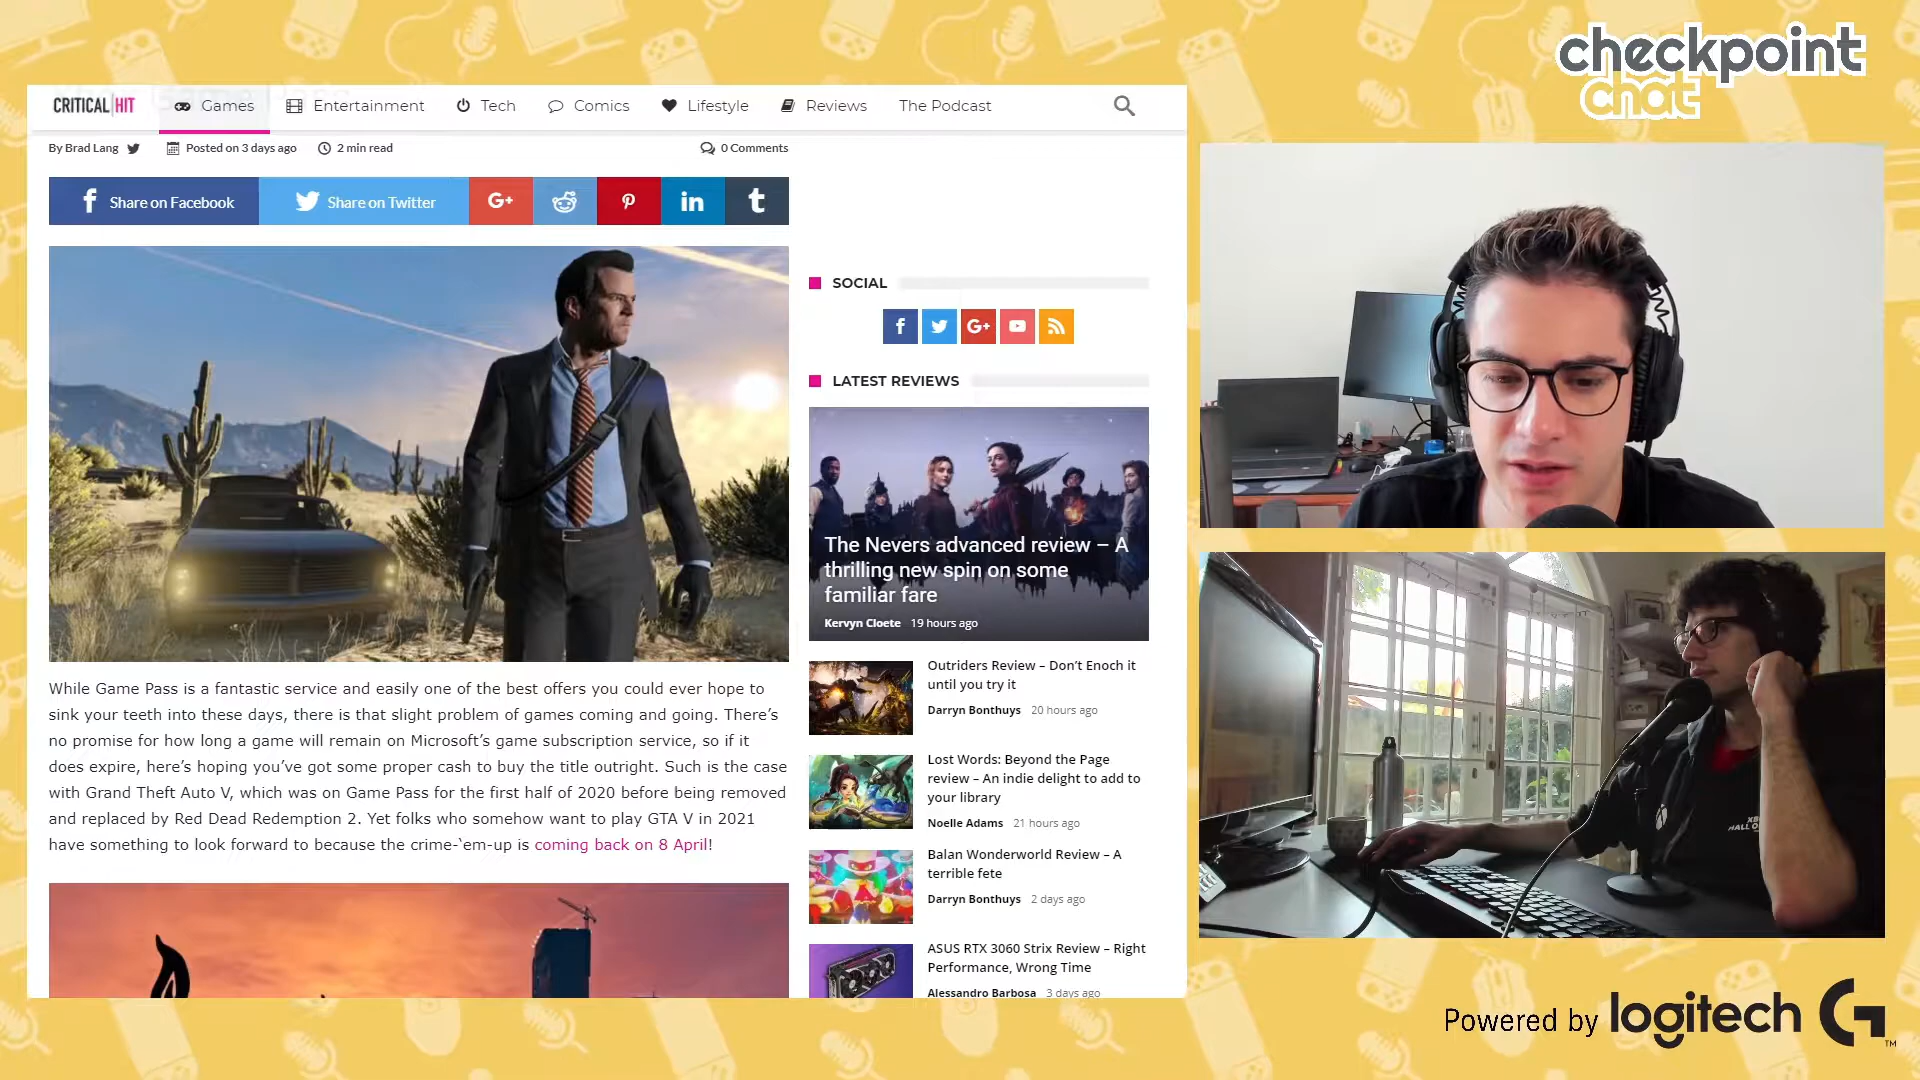 checkpoint
chat
CRITICAL HIT
Games
Entertainment
Tech
Comics
Lifestyle
Reviews
The Podcast
By Brad Lang
Posted on 3 days ago
2 min read
0 Comments
Share on Facebook
Share on Twitter
While Game Pass is a fantastic service and easily one of the best offers you could ever hope to
sink your teeth into these days, there is that slight problem of games coming and going. There’s
no promise for how long a game will remain on Microsoft’s game subscription service, so if it
does expire, here’s hoping you’ve got some proper cash to buy the title outright. Such is the case
with Grand Theft Auto V, which was on Game Pass for the first half of 2020 before being removed
and replaced by Red Dead Redemption 2. Yet folks who somehow want to play GTA V in 2021
have something to look forward to because the crime-‘em-up is coming back on 8 April!
SOCIAL
LATEST REVIEWS
The Nevers advanced review – A
thrilling new spin on some
familiar fare
Kervyn Cloete 19 hours ago
Outriders Review – Don’t Enoch it
until you try it
Darryn Bonthuys 20 hours ago
Lost Words: Beyond the Page
review – An indie delight to add to
your library
Noelle Adams 21 hours ago
Balan Wonderworld Review – A
terrible fete
Darryn Bonthuys 2 days ago
ASUS RTX 3060 Strix Review – Right
Performance, Wrong Time
Alessandro Barbosa 3 days ago
Powered by logitech G™